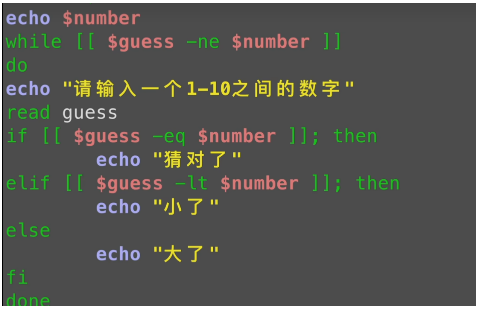 echo $number
while [[ $guess -ne $number ]]
do
echo "请输入一个1-10之间的数字"
read guess
if [[ $guess -eq $number ]]; then
echo "猜对了"
elif [[ $guess -lt $number ]]; then
echo "小了"
else
echo "大了"
fi
done